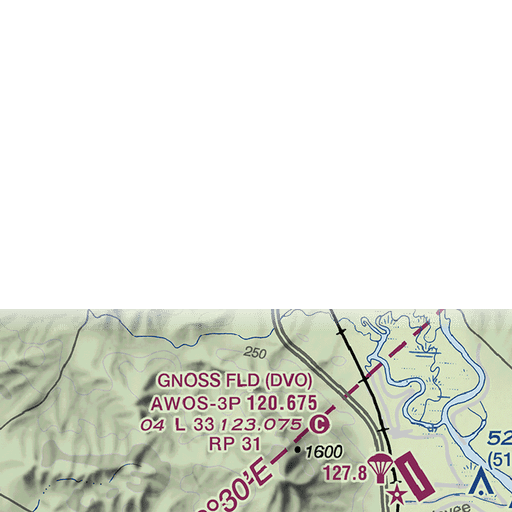 250
GNOSS FLD (DVO)
AWOS-3P 120.675
04 L 33 123.075 C
RP 31
1600
127.8
°30'E
52
(51